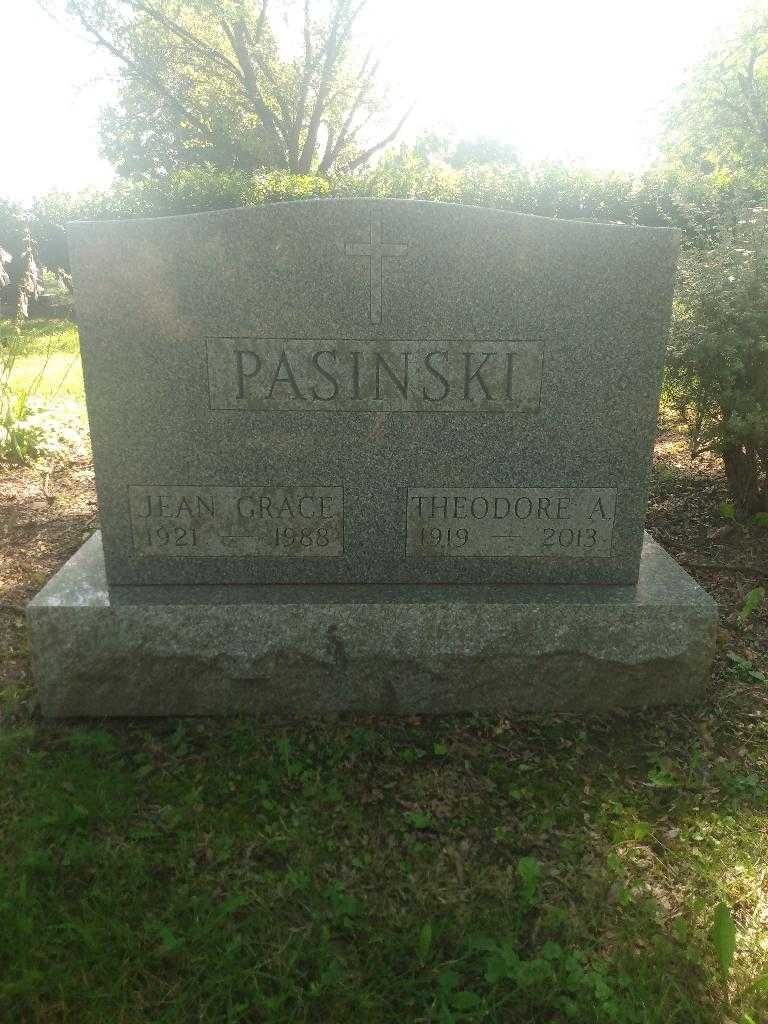 PASINSKI
JEAN GRACE
1921 — 1988
THEODORE A.
1919 — 2013